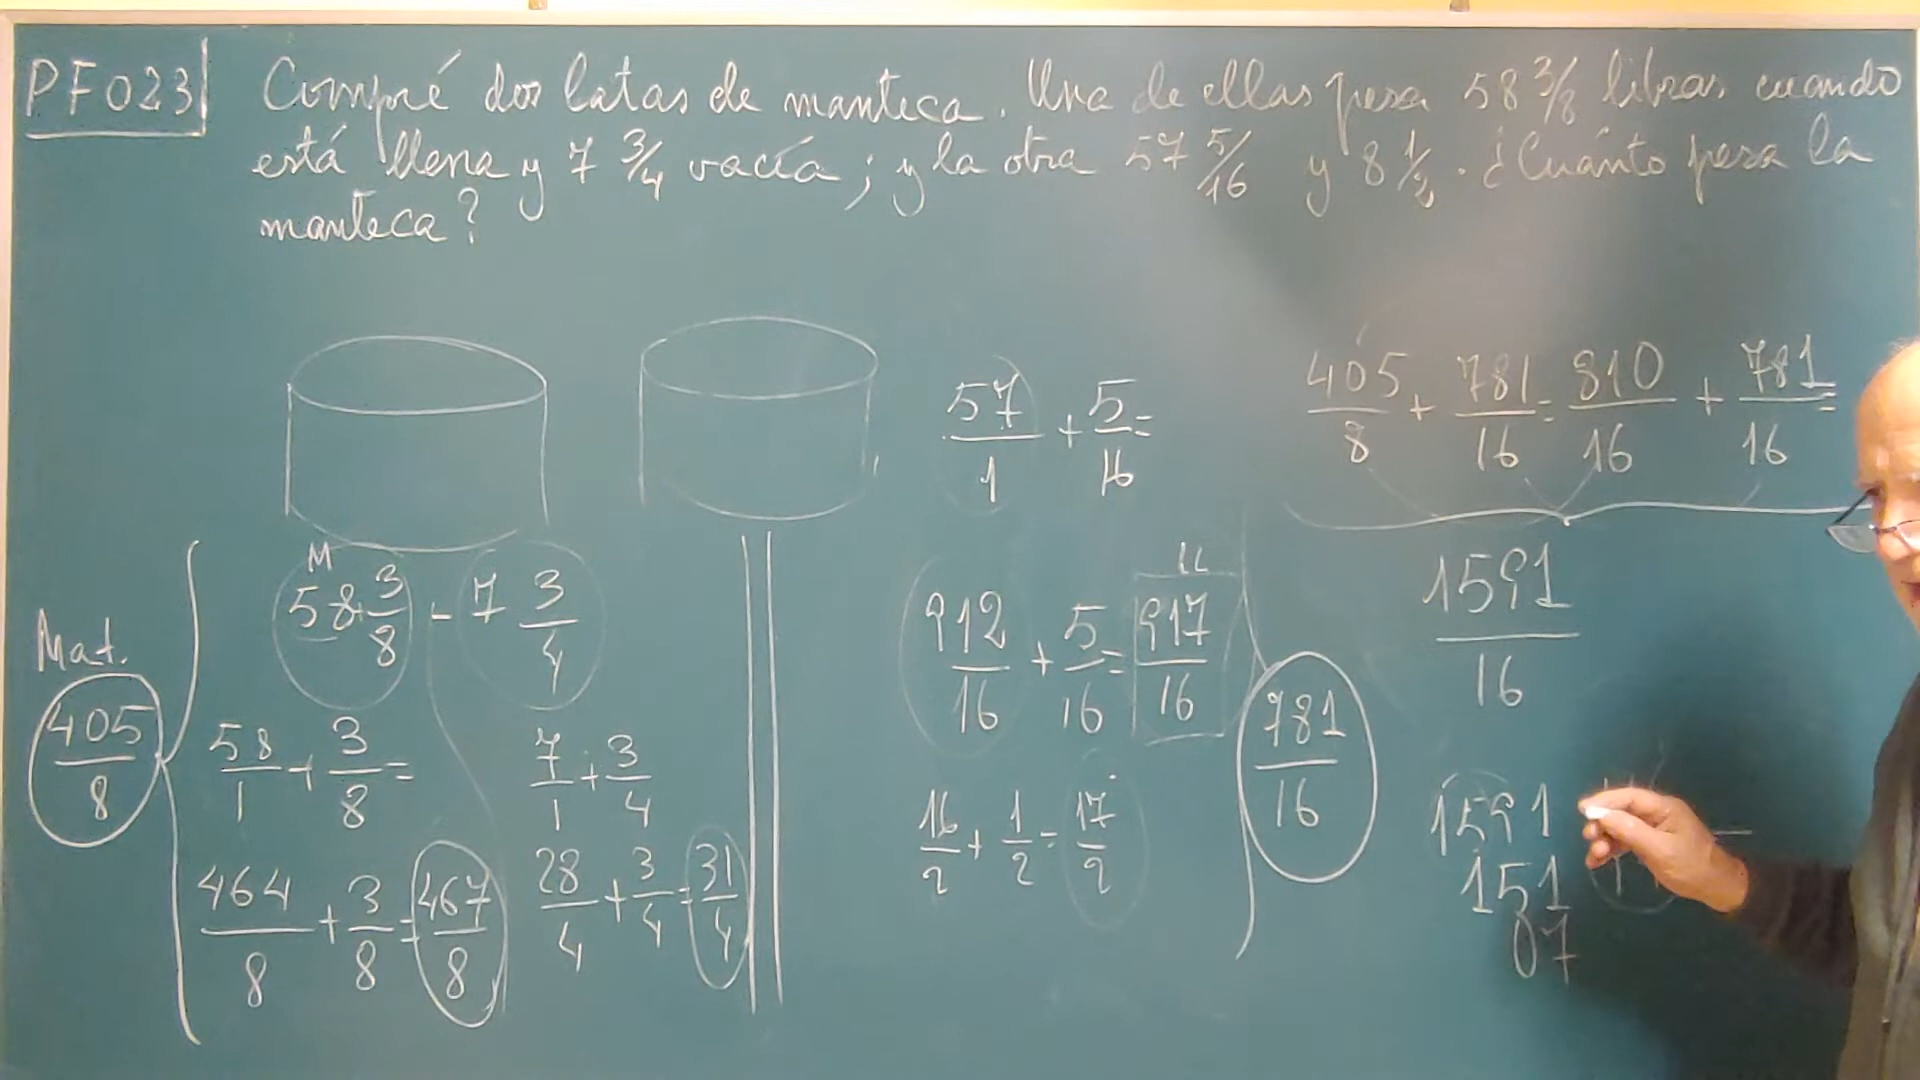 PF023
Compré dos latas de manteca. Una de ellas pesa 58 3/8 libras cuando
está llena y 7 3/4 vacía; y la otra 57 5/16 y 8 1/2. ¿Cuánto pesa la
manteca?
M
58 3/8 - 7 3/4
Mat.
405/8
58/1 + 3/8 =
7/1 + 3/4
464/8 + 3/8 = 467/8
28/4 + 3/4 = 31/4
57/1 + 5/16 =
912/16 + 5/16 = 917/16
16/2 + 1/2 = 17/2
781/16
405/8 + 781/16 = 810/16 + 781/16 =
1591/16
1591
151
07